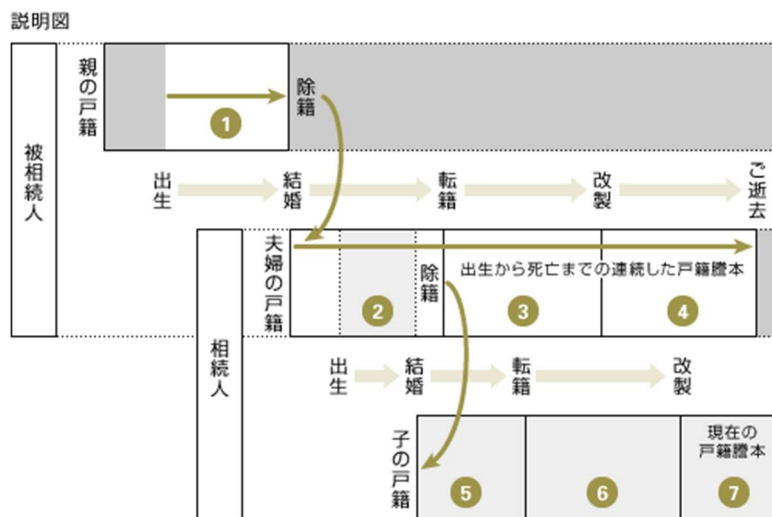 説明図
被相続人
親の戸籍
1
除籍
出生
結婚
転籍
改製
ご逝去
相続人
夫婦の戸籍
2
除籍
出生から死亡までの連続した戸籍謄本
3
4
出生
結婚
転籍
改製
子の戸籍
5
6
現在の
戸籍謄本
7